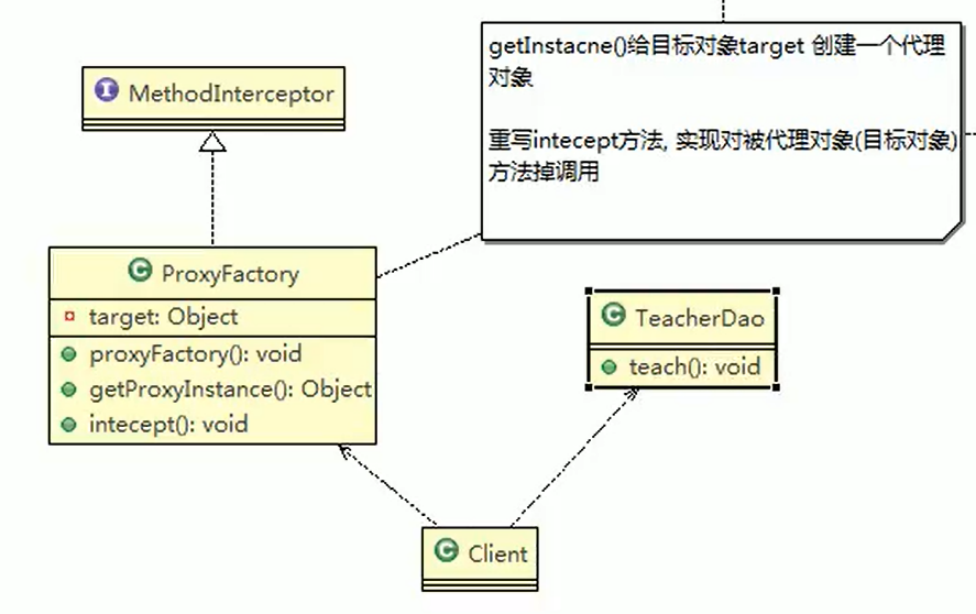 MethodInterceptor
getInstacne()给目标对象target 创建一个代理
对象
重写intecept方法, 实现对被代理对象(目标对象)
方法掉调用
ProxyFactory
target: Object
proxyFactory(): void
getProxyInstance(): Object
intecept(): void
TeacherDao
teach(): void
Client